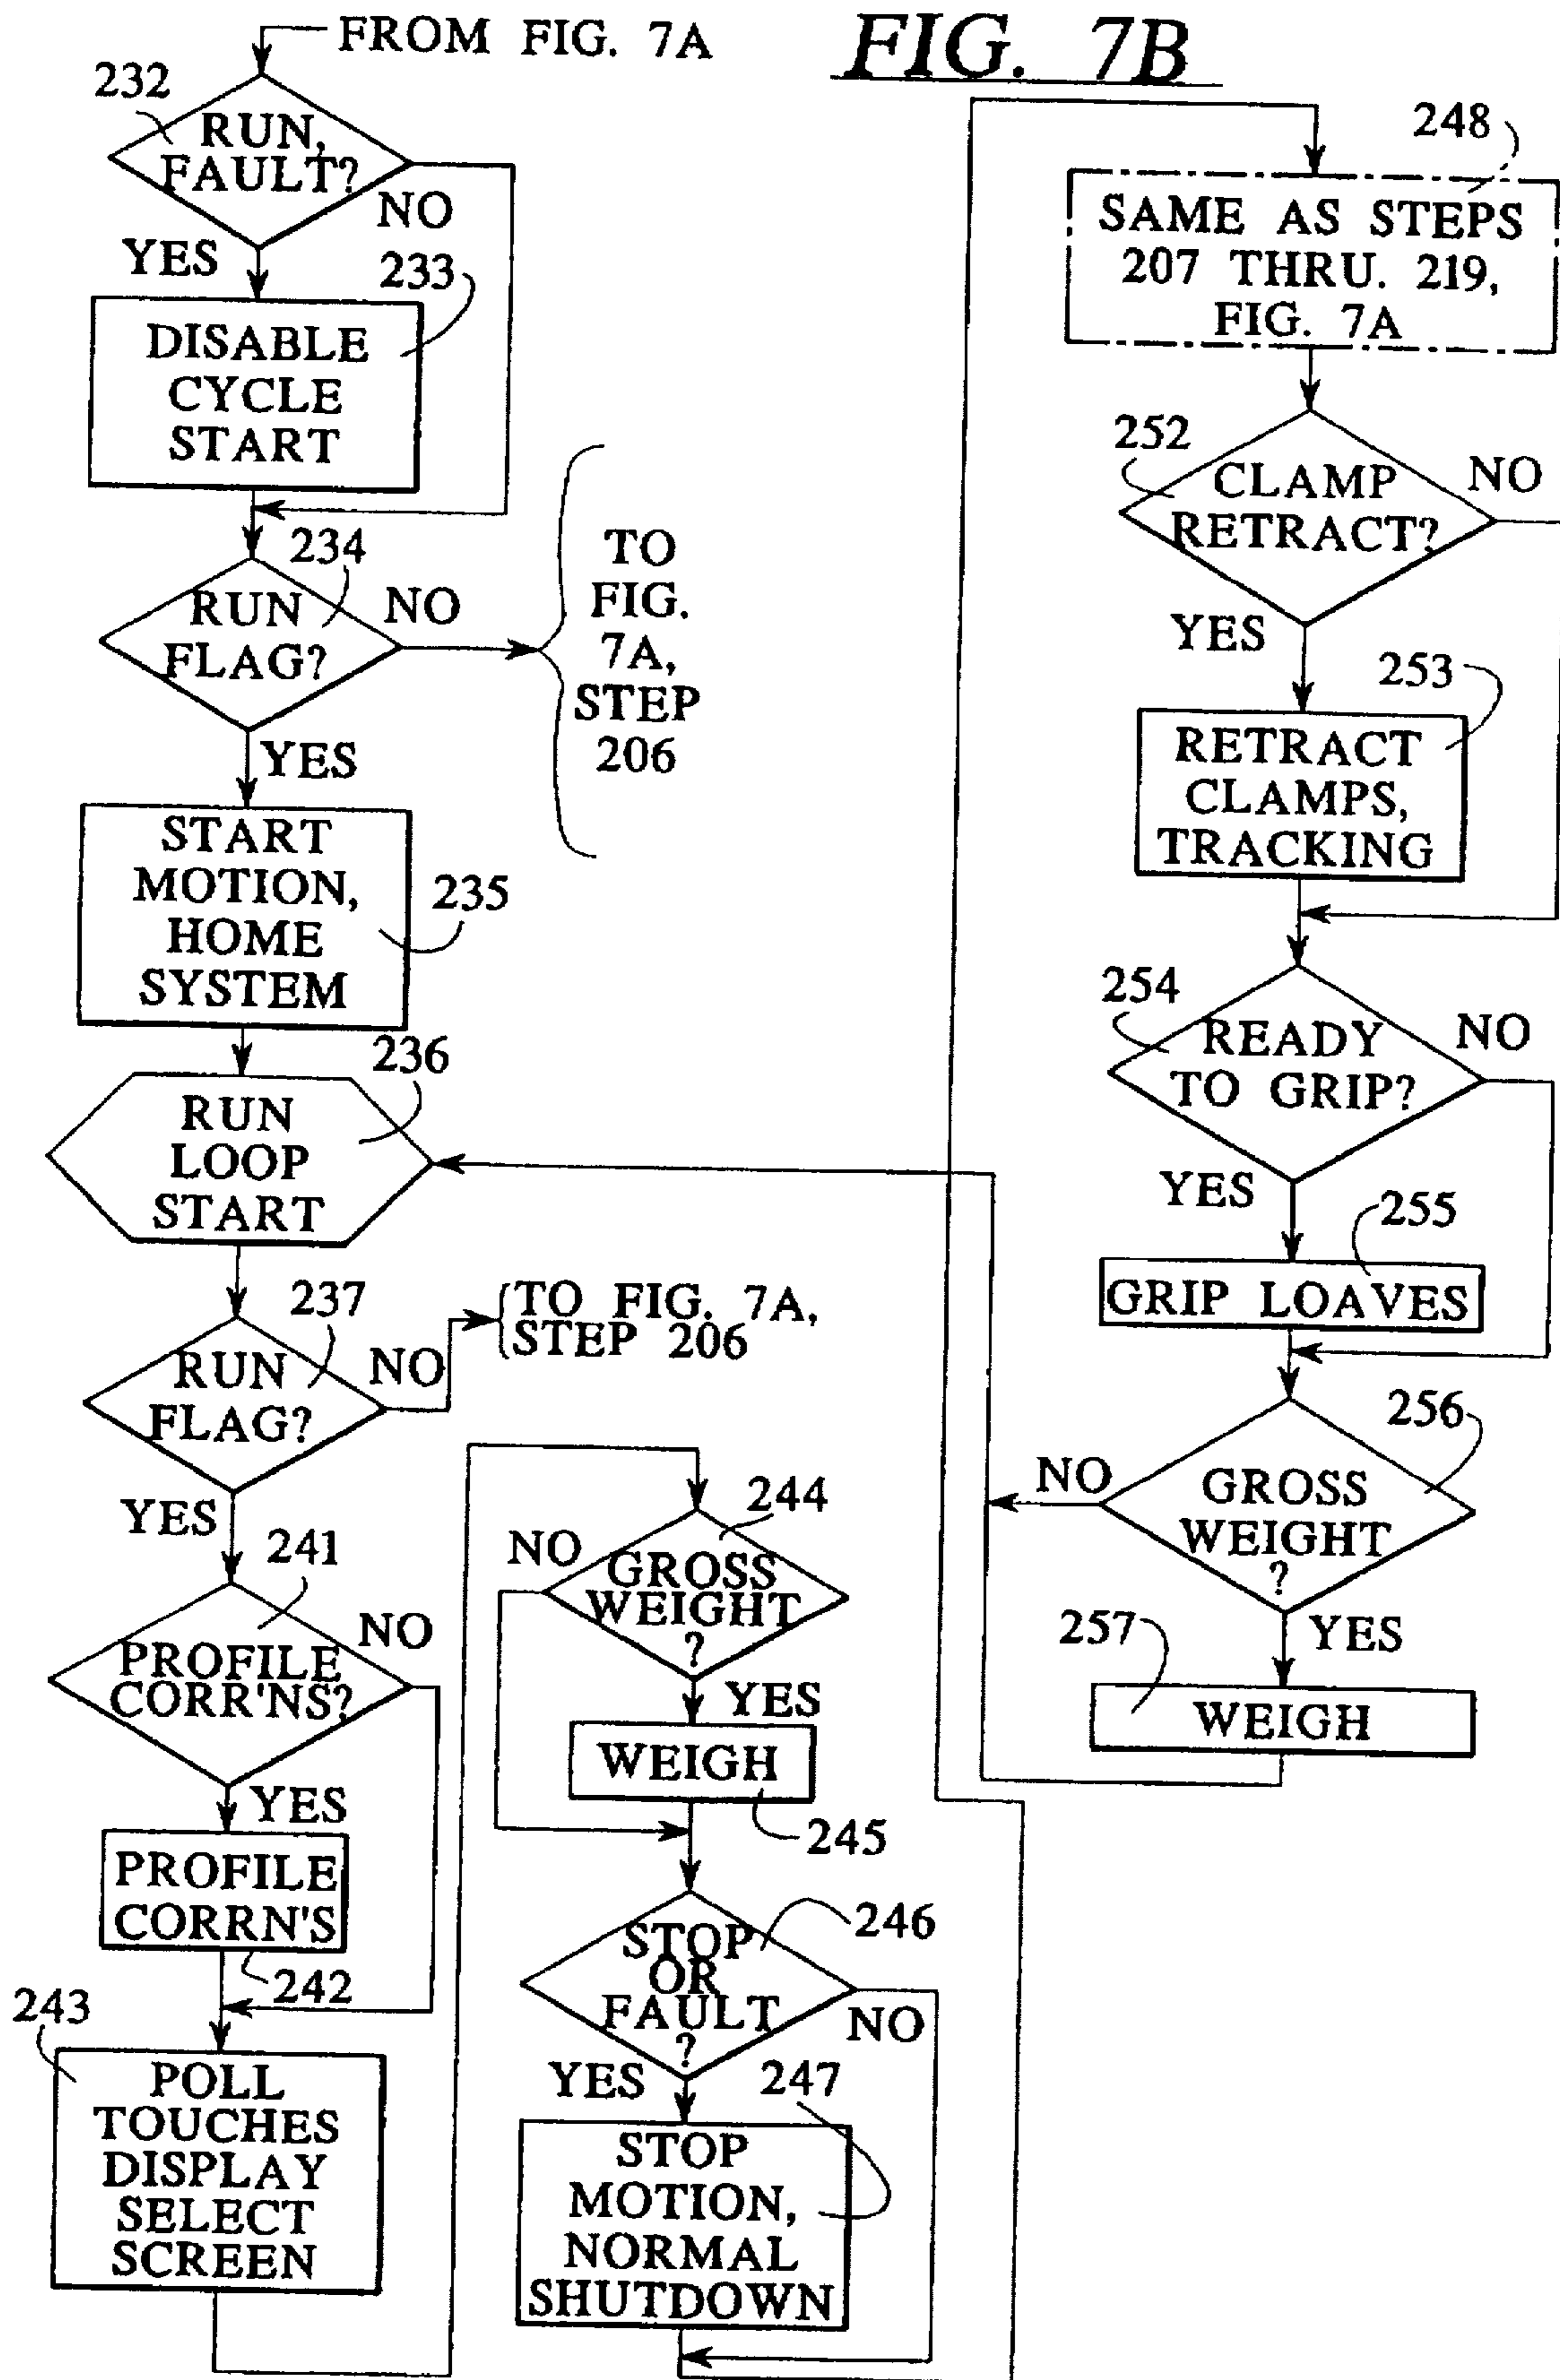 FROM FIG. 7A
FIG. 7B
232
RUN,
FAULT?
NO
YES
233
DISABLE
CYCLE
START
234
RUN
FLAG?
NO
TO
FIG.
7A,
STEP
206
YES
START
MOTION,
HOME
SYSTEM
235
236
RUN
LOOP
START
237
RUN
FLAG?
NO
TO FIG. 7A,
STEP 206
YES
241
PROFILE
CORR'NS?
NO
YES
PROFILE
CORRN'S
242
243
POLL
TOUCHES
DISPLAY
SELECT
SCREEN
244
NO
GROSS
WEIGHT
?
YES
WEIGH
245
246
STOP
OR
FAULT
?
NO
YES
247
STOP
MOTION,
NORMAL
SHUTDOWN
248
SAME AS STEPS
207 THRU. 219,
FIG. 7A
252
CLAMP
RETRACT?
NO
YES
253
RETRACT
CLAMPS,
TRACKING
254
READY
TO GRIP?
NO
YES
255
GRIP LOAVES
256
NO
GROSS
WEIGHT
?
YES
257
WEIGH